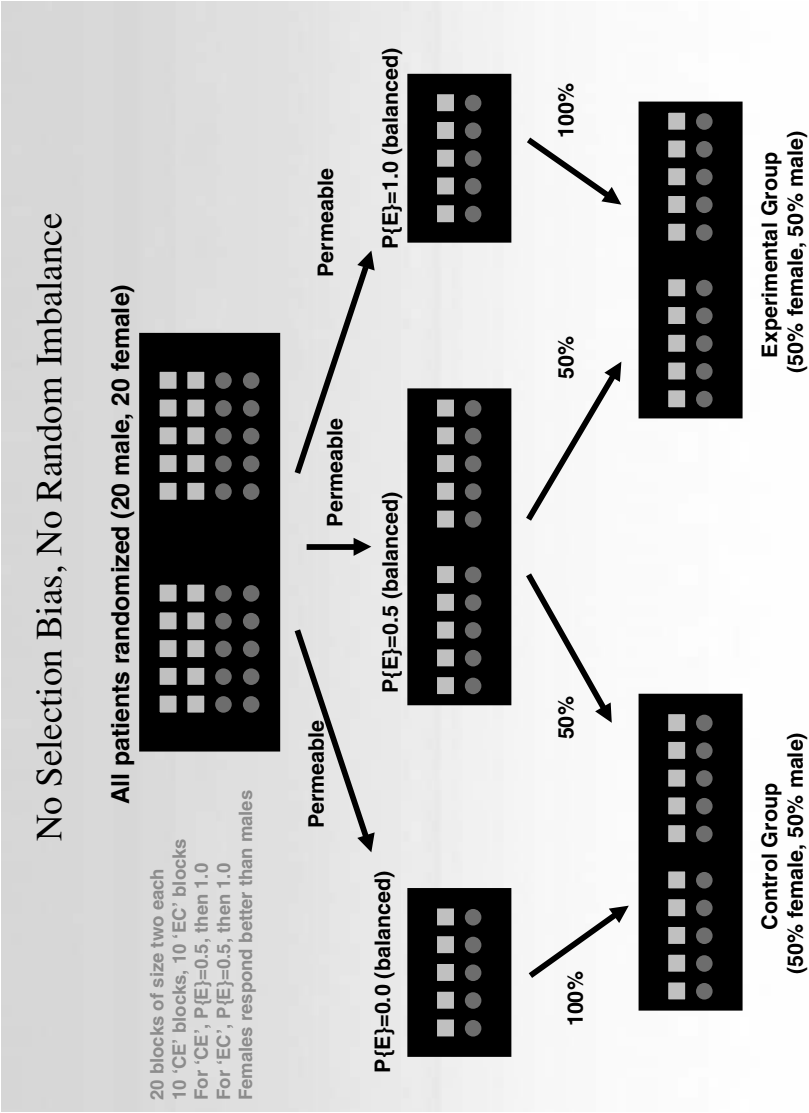 No Selection Bias, No Random Imbalance
20 blocks of size two each
10 ‘CE’ blocks, 10 ‘EC’ blocks
For ‘CE’, P{E}=0.5, then 1.0
For ‘EC’, P{E}=0.5, then 1.0
Females respond better than males
All patients randomized (20 male, 20 female)
Permeable
Permeable
Permeable
P{E}=0.0 (balanced)
P{E}=0.5 (balanced)
P{E}=1.0 (balanced)
100%
50%
50%
100%
Control Group
(50% female, 50% male)
Experimental Group
(50% female, 50% male)